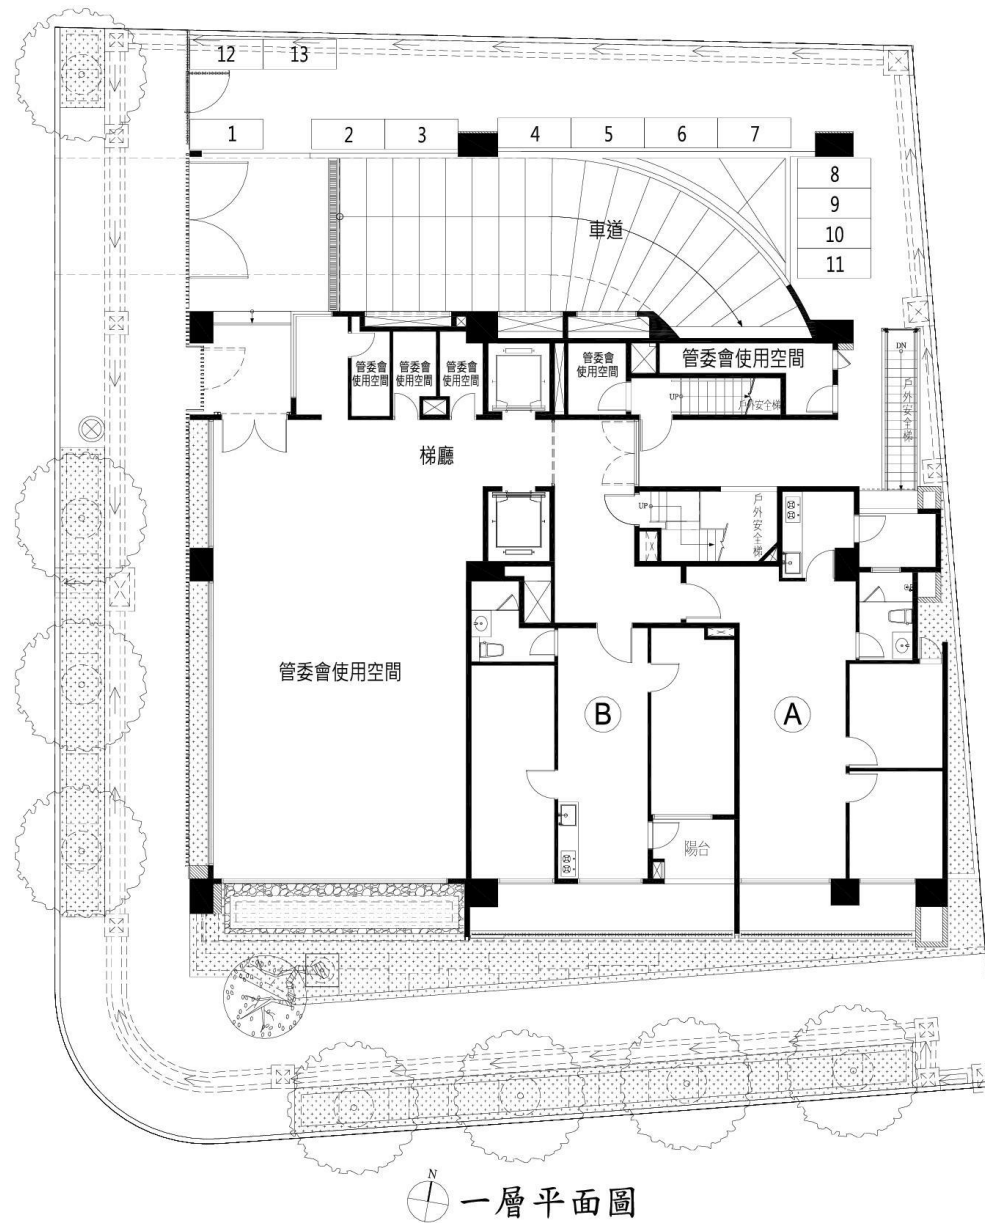 12 13
1 2 3 4 5 6 7
8
9
10
11
車道
管委會
使用空間
管委會
使用空間
管委會
使用空間
管委會
使用空間
管委會使用空間
DN
戶外安全梯
UP
戶外安全梯
梯廳
UP
戶外安全梯
管委會使用空間
B
A
陽台
N
一層平面圖